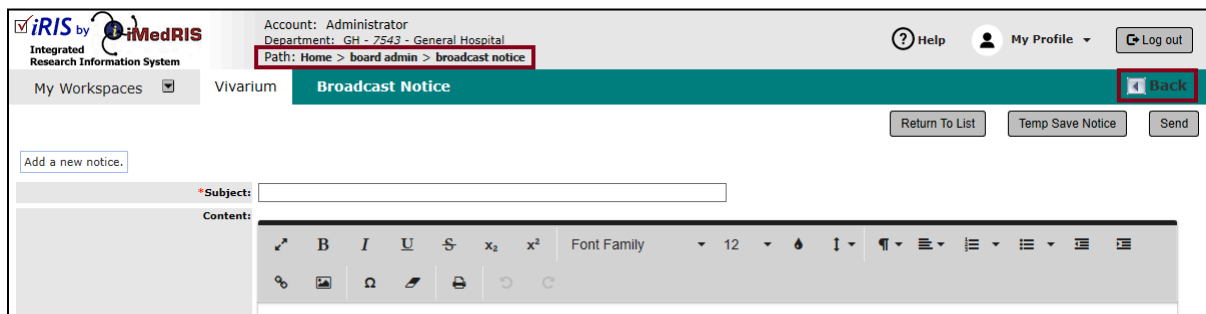 iRIS by iMedRIS
Integrated
Research Information System
Account: Administrator
Department: GH - 7543 - General Hospital
Path: Home > board admin > broadcast notice
Help
My Profile
Log out
My Workspaces
Vivarium
Broadcast Notice
Back
Return To List
Temp Save Notice
Send
Add a new notice.
*Subject:
Content:
B I U S x₂ x² Font Family 12 ¶
Ω